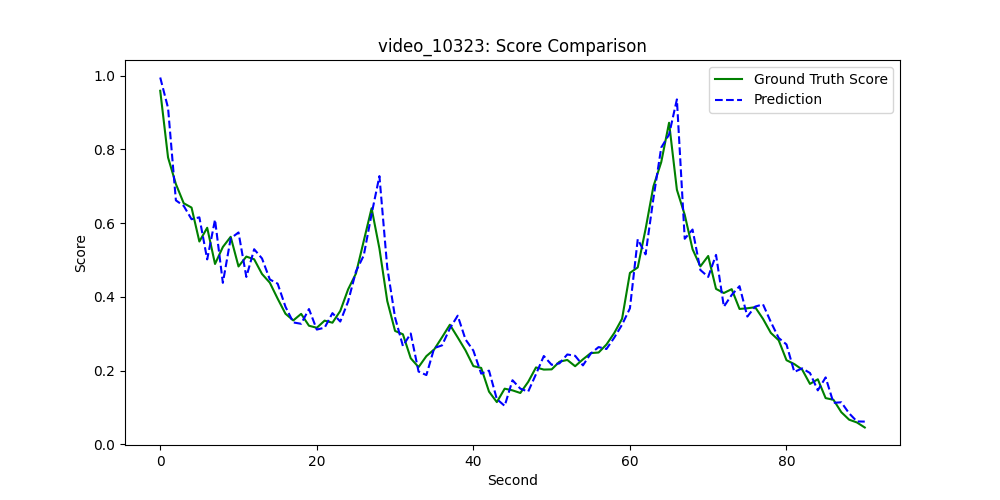 video_10323: Score Comparison
Ground Truth Score
Prediction
Score
1.0
0.8
0.6
0.4
0.2
0.0
0 20 40 60 80
Second